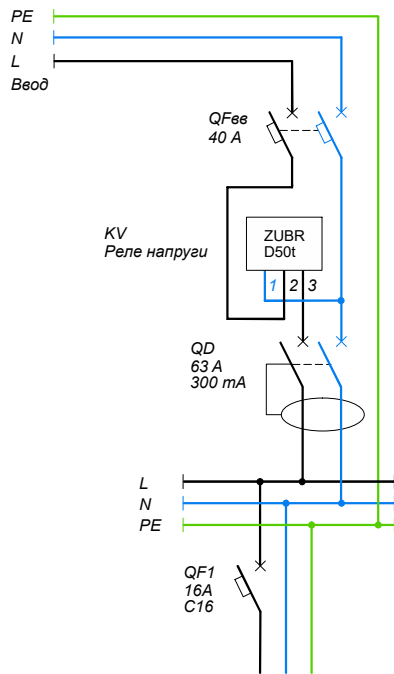 PE
N
L
Ввод
QFвв
40 A
KV
Реле напруги
ZUBR
D50t
1 2 3
QD
63 A
300 mA
L
N
PE
QF1
16A
C16